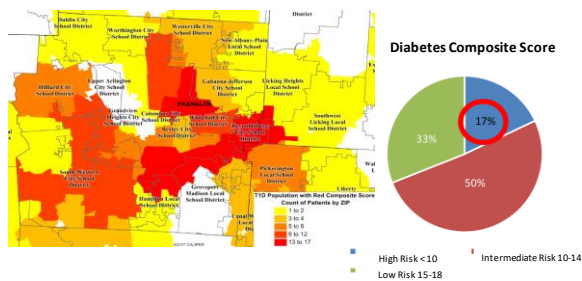 Dublin City
School District
Worthington City
School District
Westerville City
School District
District
New Albany-Plain
Local School
District
Hilliard City
School District
Upper Arlington
City School
District
Gahanna-Jefferson
City School
District
Licking Heights
Local School
District
FRANKLIN
Grandview
Heights City
School District
Columbus City
School District
Whitehall City
School District
Bexley City
School District
Reynoldsburg
City School
District
Southwest
Licking Local
School District
South-Western
City School
District
Pickerington
Local School
District
Hamilton Local
School District
Groveport
Madison Local
School District
Liberty
Canal W
Local
District
©2017 CALIPER
T1D Population with Red Composite Score
Count of Patients by ZIP
1 to 2
3 to 4
5 to 8
9 to 12
13 to 17
Diabetes Composite Score
17%
33%
50%
High Risk <10
Intermediate Risk 10-14
Low Risk 15-18